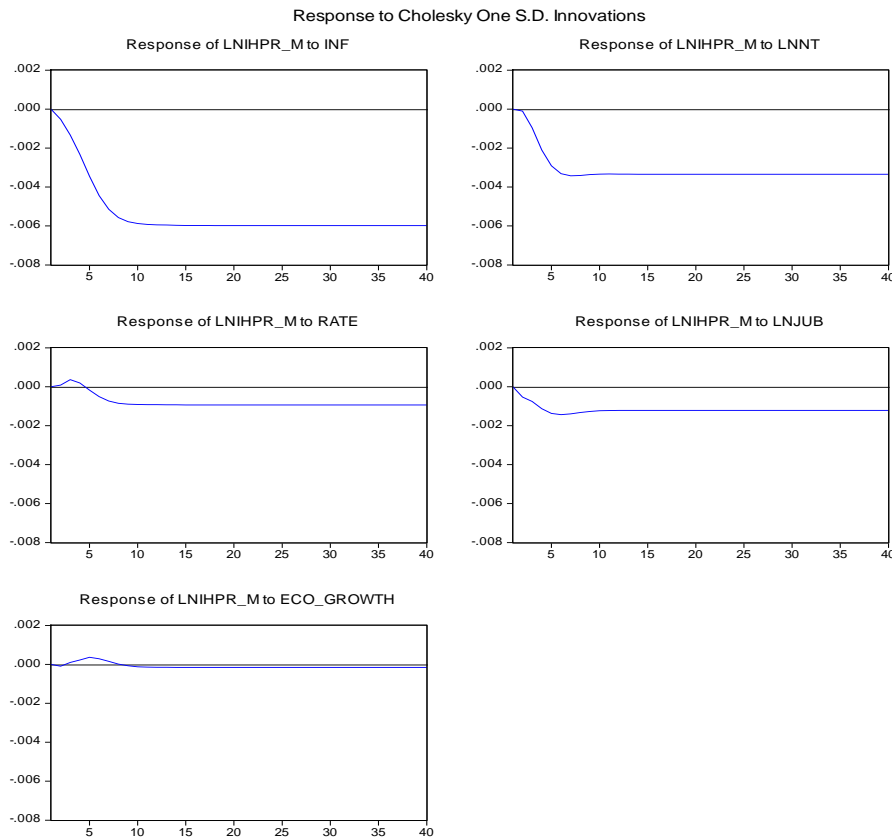 Response to Cholesky One S.D. Innovations
Response of LNIHPR_M to INF
.002
.000
-.002
-.004
-.006
-.008
5 10 15 20 25 30 35 40
Response of LNIHPR_M to LNNT
.002
.000
-.002
-.004
-.006
-.008
5 10 15 20 25 30 35 40
Response of LNIHPR_M to RATE
.002
.000
-.002
-.004
-.006
-.008
5 10 15 20 25 30 35 40
Response of LNIHPR_M to LNJUB
.002
.000
-.002
-.004
-.006
-.008
5 10 15 20 25 30 35 40
Response of LNIHPR_M to ECO_GROWTH
.002
.000
-.002
-.004
-.006
-.008
5 10 15 20 25 30 35 40